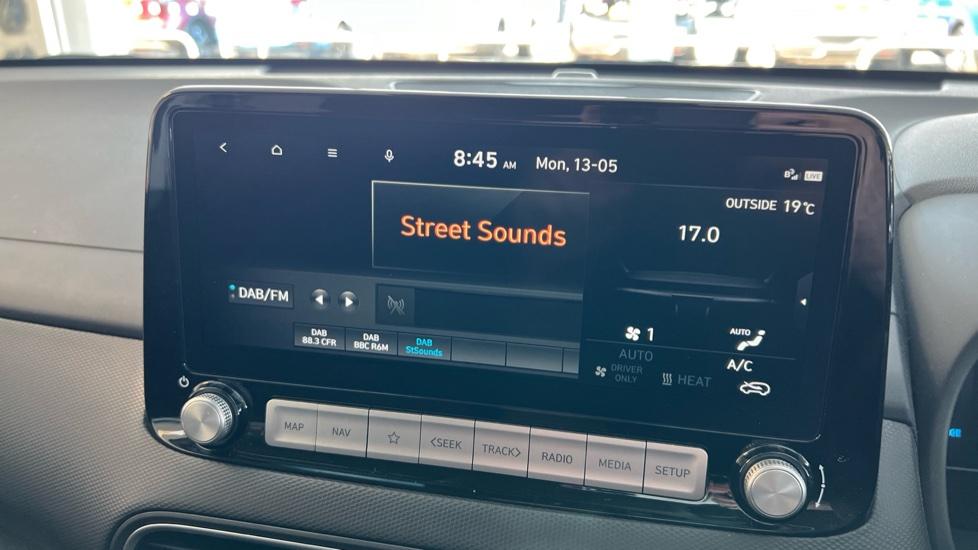 8:45 AM Mon, 13-05
LIVE
OUTSIDE 19°C
Street Sounds
17.0
DAB/FM
1
AUTO
AUTO
DRIVER
ONLY
HEAT
A/C
DAB
88.3 CFR
DAB
BBC R6M
DAB
StSounds
MAP
NAV
<SEEK
TRACK>
RADIO
MEDIA
SETUP